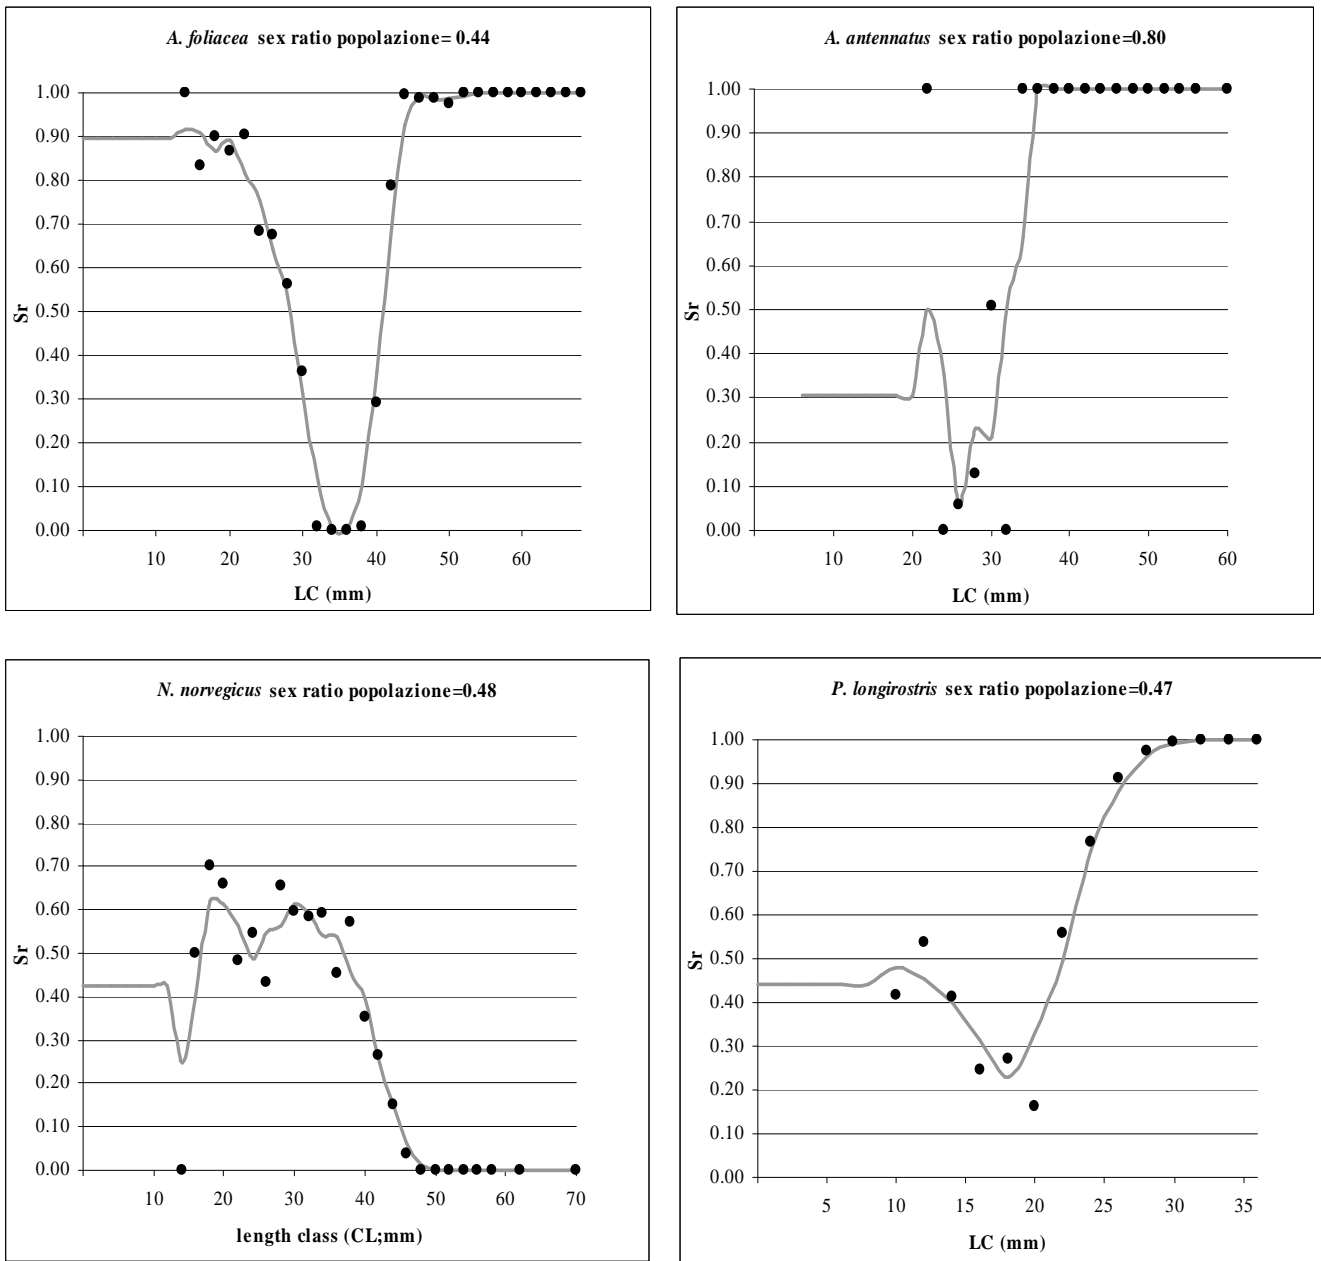 A. foliacea sex ratio popolazione= 0.44
1.00
0.90
0.80
0.70
0.60
0.50
0.40
0.30
0.20
0.10
0.00
Sr
10 20 30 40 50 60
LC (mm)
A. antennatus sex ratio popolazione=0.80
1.00
0.90
0.80
0.70
0.60
0.50
0.40
0.30
0.20
0.10
0.00
Sr
10 20 30 40 50 60
LC (mm)
N. norvegicus sex ratio popolazione=0.48
1.00
0.90
0.80
0.70
0.60
0.50
0.40
0.30
0.20
0.10
0.00
Sr
10 20 30 40 50 60 70
length class (CL;mm)
P. longirostris sex ratio popolazione=0.47
1.00
0.90
0.80
0.70
0.60
0.50
0.40
0.30
0.20
0.10
0.00
Sr
5 10 15 20 25 30 35
LC (mm)